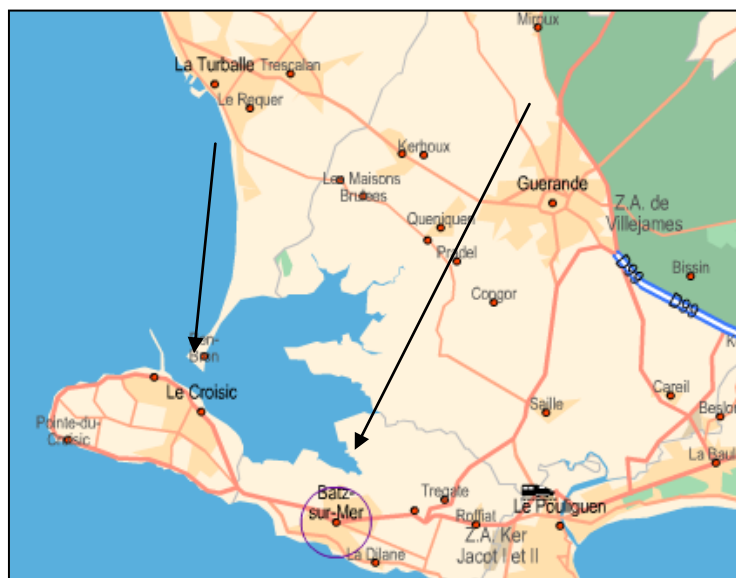 Miroux
La Turballe
Trescalan
Le Requer
Kerhoux
Les Maisons
Brulees
Guerande
Z.A. de
Villejames
Queniquen
Pradel
Bissin
D99
D99
Congor
Le Croisic
Pointe-du-
Croisic
Saille
Careil
La Baul
Batz-
sur-Mer
Tregate
Le Pouliguen
Roffiat
Z.A. Ker
Jacot I et II
La Dilane